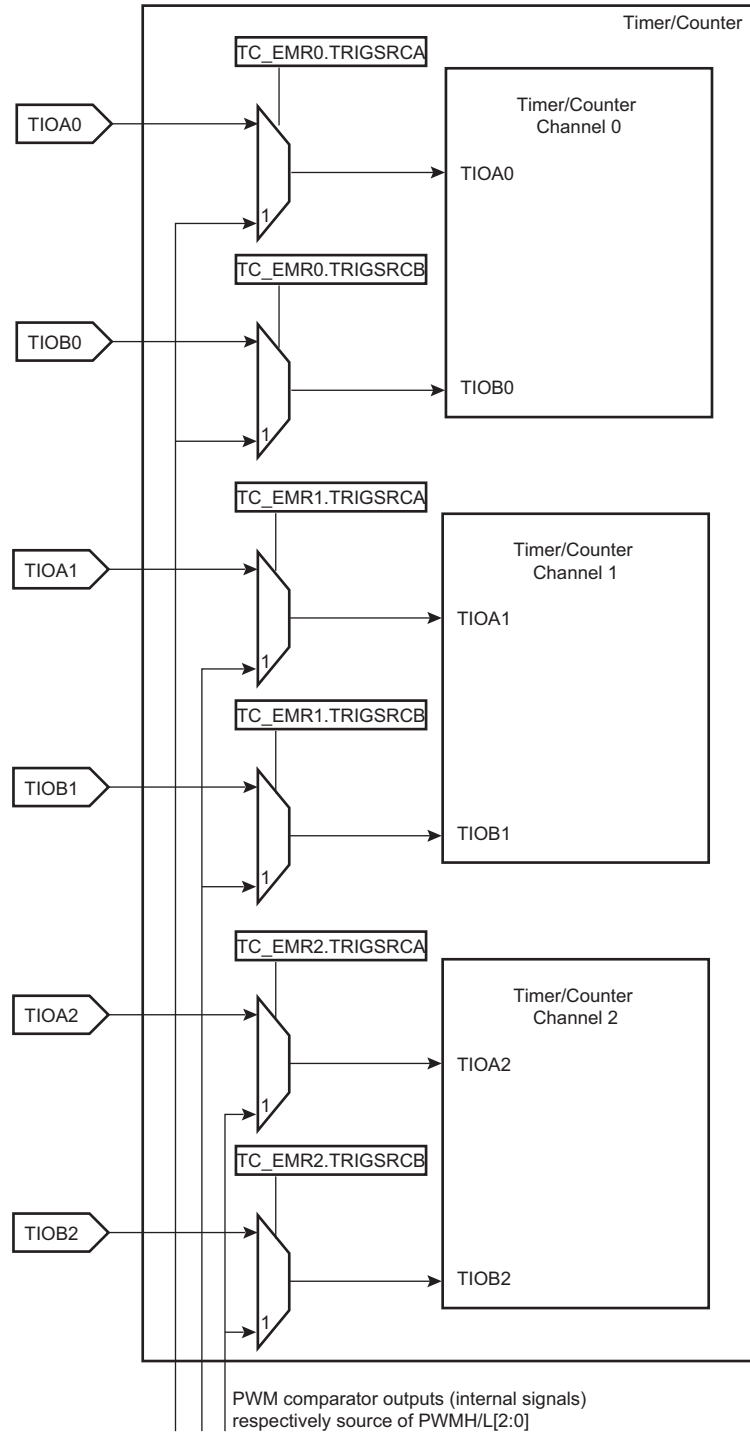 Timer/Counter
TC_EMR0.TRIGSRCA
TIOA0
Timer/Counter
Channel 0
TIOA0
1
TC_EMR0.TRIGSRCB
TIOB0
TIOB0
1
TC_EMR1.TRIGSRCA
TIOA1
Timer/Counter
Channel 1
TIOA1
1
TC_EMR1.TRIGSRCB
TIOB1
TIOB1
1
TC_EMR2.TRIGSRCA
TIOA2
Timer/Counter
Channel 2
TIOA2
1
TC_EMR2.TRIGSRCB
TIOB2
TIOB2
1
PWM comparator outputs (internal signals)
respectively source of PWMH/L[2:0]